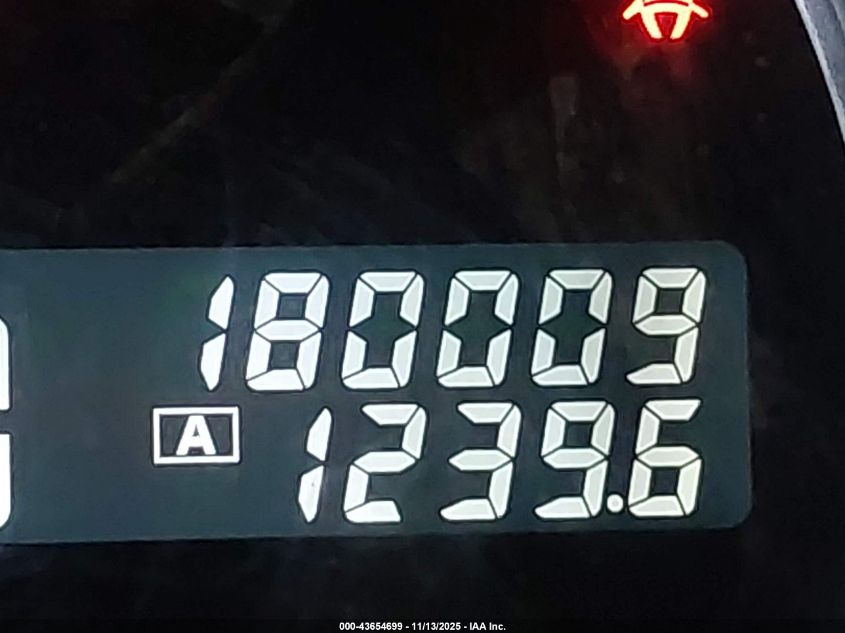 180009
A 1239.6
000-43654699 - 11/13/2025 - IAA Inc.